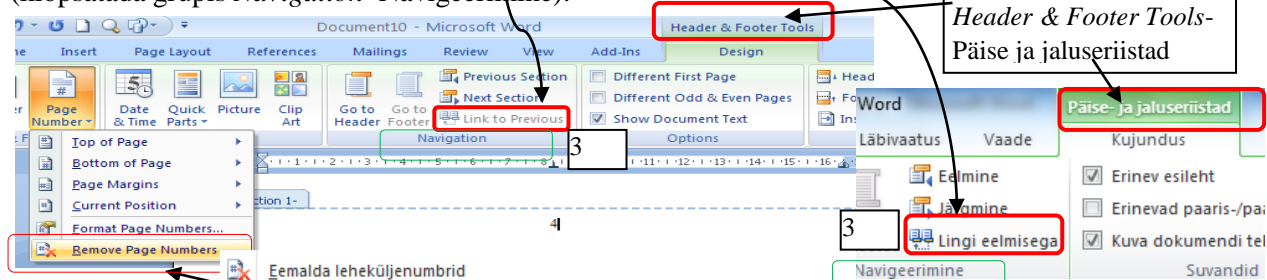 (nupsatada grupis Navigation- Navigeerimine).
Header & Footer Tools-
Päise ja jaluseriistad
Document10 - Microsoft Word
Header & Footer Tools
Insert
Page Layout
References
Mailings
Review
View
Add-Ins
Design
Page Number
Date & Time
Quick Parts
Picture
Clip Art
Go to Header
Go to Footer
Previous Section
Next Section
Link to Previous
Navigation
Different First Page
Different Odd & Even Pages
Show Document Text
Options
3
Top of Page
Bottom of Page
Page Margins
Current Position
Format Page Numbers...
Remove Page Numbers
Eemalda leheküljenumbrid
ction 1-
4
Word
Päise- ja jaluseriistad
Läbivaatus
Vaade
Kujundus
Eelmine
Järgmine
Lingi eelmisega
Navigeerimine
3
Erinev esileht
Erinevad paaris-/paa
Kuva dokumendi tek
Suvandid